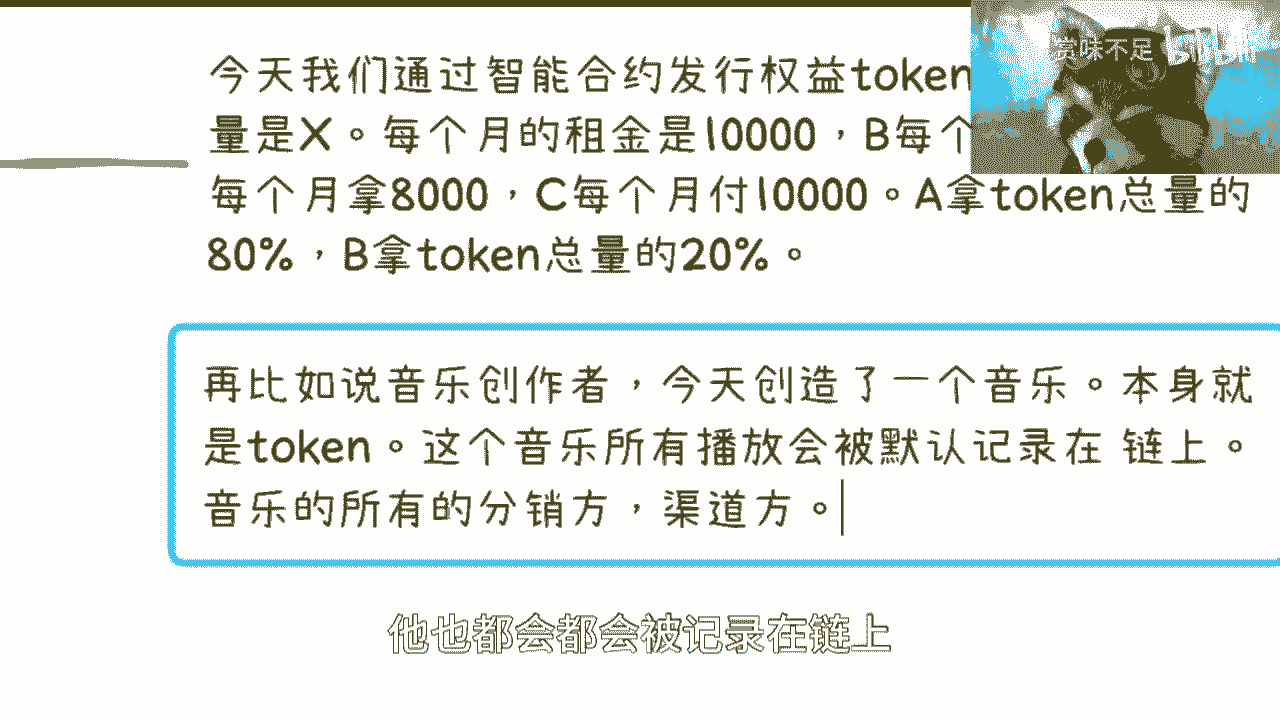 今天我们通过智能合约发行权益token
赏味不足 bilibili
量是X。每个月的租金是10000，B每个
每个月拿8000，C每个月付10000。A拿token总量的
80%，B拿token总量的20%。
再比如说音乐创作者，今天创造了一个音乐。本身就
是token。这个音乐所有播放会被默认记录在 链上。
音乐的所有的分销方，渠道方。
他也都会都会被记录在链上